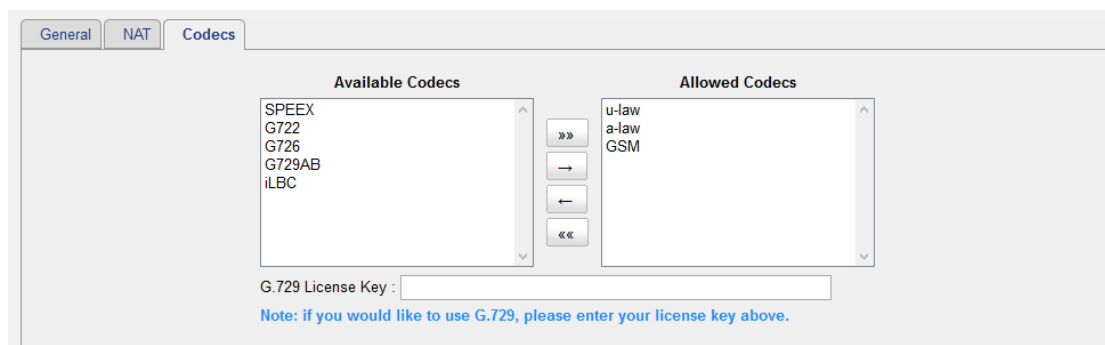 General NAT Codecs
Available Codecs Allowed Codecs
SPEEX
G722
G726
G729AB
iLBC
»»
→
←
««
u-law
a-law
GSM
G.729 License Key :
Note: if you would like to use G.729, please enter your license key above.